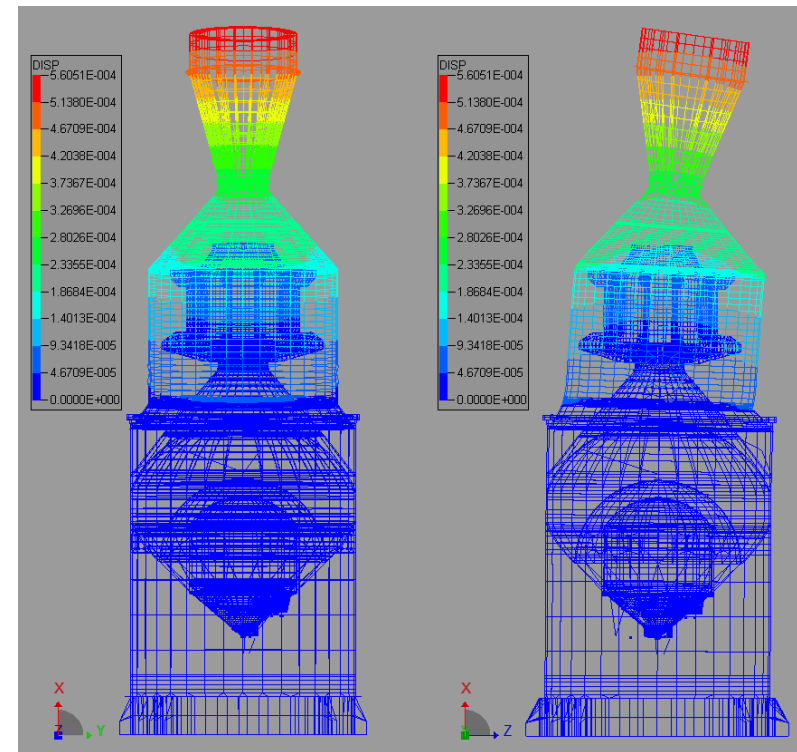 DISP
5.6051E-004
5.1380E-004
4.6709E-004
4.2038E-004
3.7367E-004
3.2696E-004
2.8026E-004
2.3355E-004
1.8684E-004
1.4013E-004
9.3418E-005
4.6709E-005
0.0000E+000
X
Z
Y
DISP
5.6051E-004
5.1380E-004
4.6709E-004
4.2038E-004
3.7367E-004
3.2696E-004
2.8026E-004
2.3355E-004
1.8684E-004
1.4013E-004
9.3418E-005
4.6709E-005
0.0000E+000
X
Z